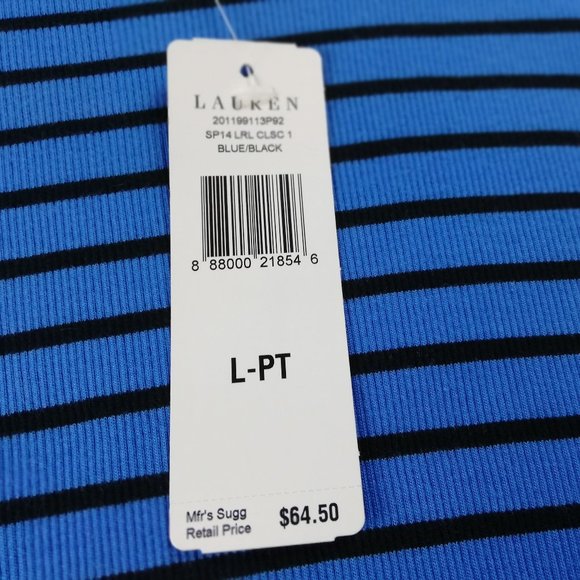 LAUREN
201199113P92
SP14 LRL CLSC 1
BLUE/BLACK
8 88000 21854 6
L-PT
Mfr's Sugg
Retail Price $64.50